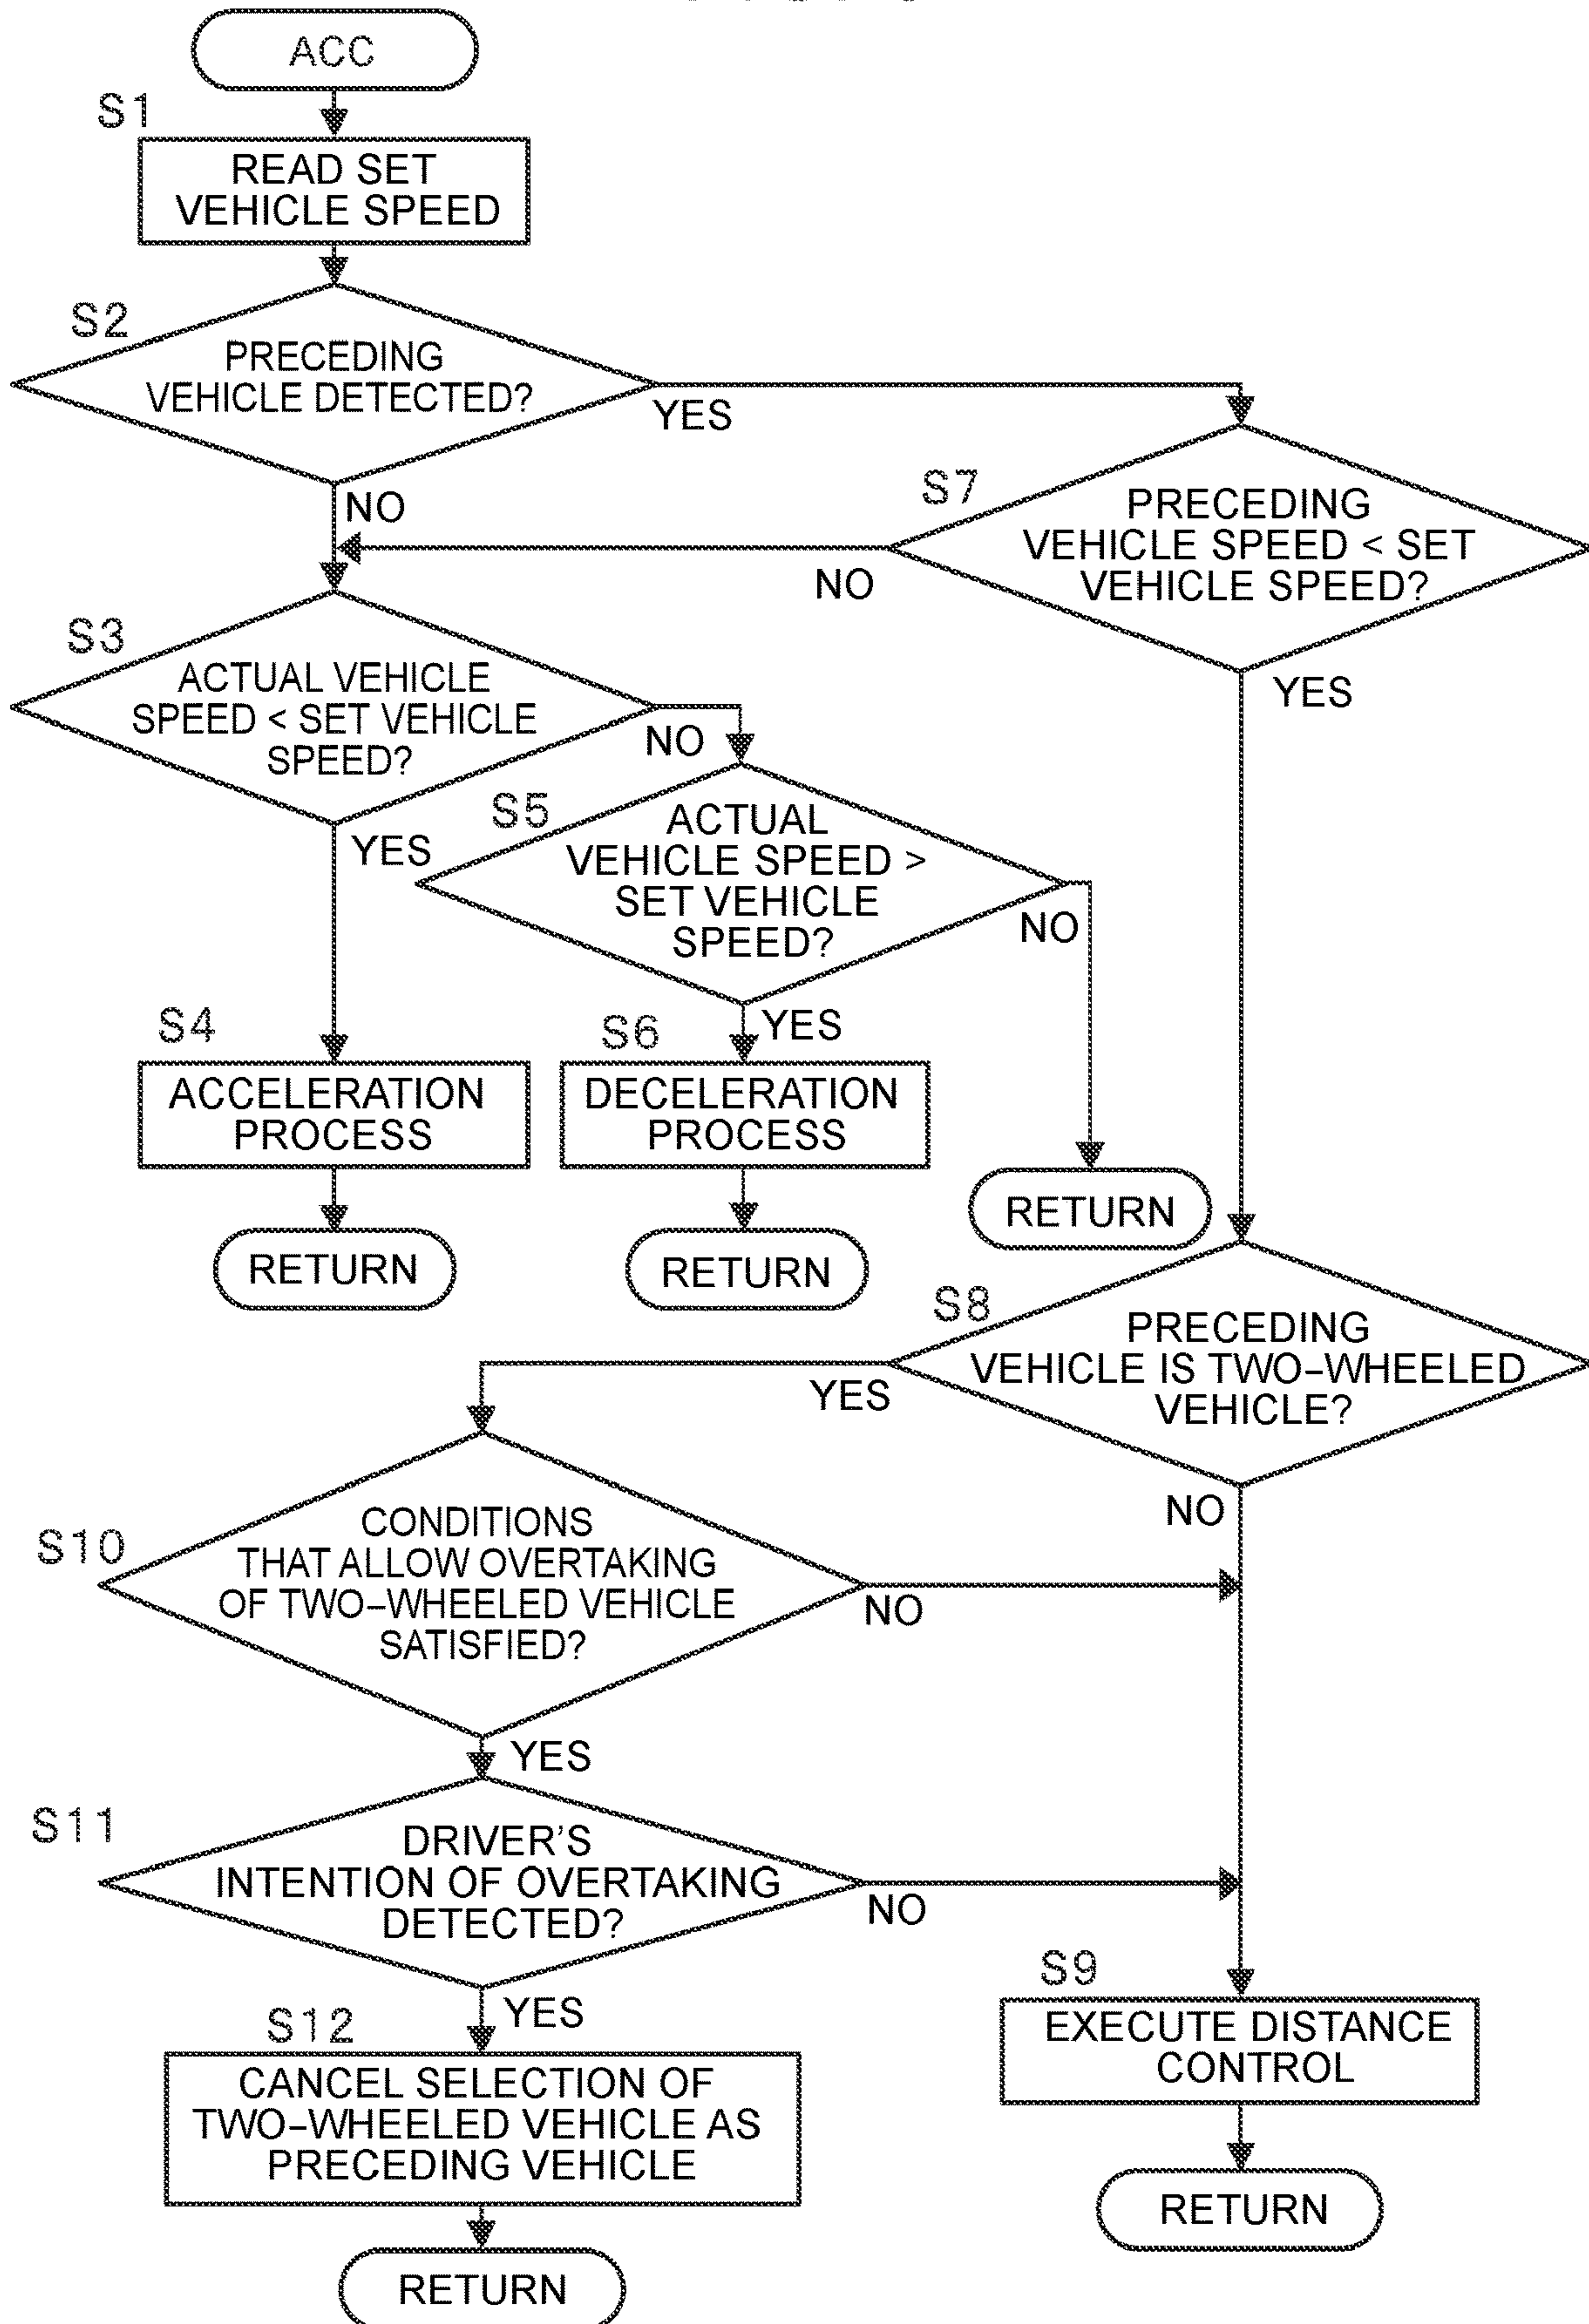 ACC
S1
READ SET
VEHICLE SPEED
S2
PRECEDING
VEHICLE DETECTED?
YES
NO
S7
PRECEDING
VEHICLE SPEED < SET
VEHICLE SPEED?
NO
YES
S3
ACTUAL VEHICLE
SPEED < SET VEHICLE
SPEED?
NO
YES
S5
ACTUAL
VEHICLE SPEED >
SET VEHICLE
SPEED?
NO
YES
S4
ACCELERATION
PROCESS
RETURN
S6
DECELERATION
PROCESS
RETURN
RETURN
S8
PRECEDING
VEHICLE IS TWO-WHEELED
VEHICLE?
YES
NO
S10
CONDITIONS
THAT ALLOW OVERTAKING
OF TWO-WHEELED VEHICLE
SATISFIED?
NO
YES
S11
DRIVER'S
INTENTION OF OVERTAKING
DETECTED?
NO
YES
S12
CANCEL SELECTION OF
TWO-WHEELED VEHICLE AS
PRECEDING VEHICLE
RETURN
S9
EXECUTE DISTANCE
CONTROL
RETURN